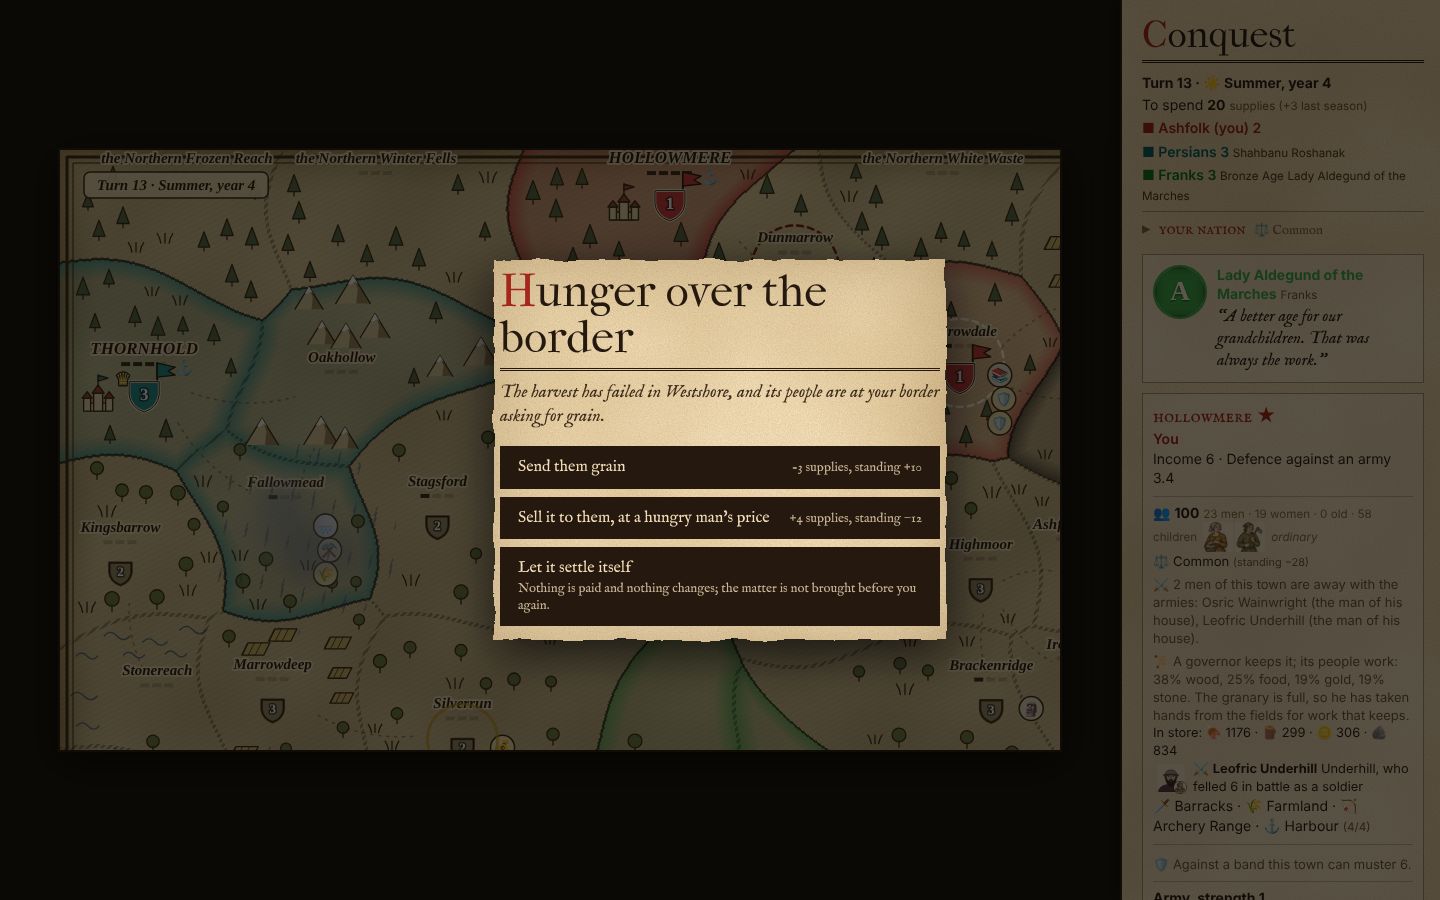 the Northern Frozen Reach
the Northern Winter Fells
HOLLOWMERE
the Northern White Waste
Turn 13 · Summer, year 4
1
Dunmarrow
THORNHOLD
3
Oakhollow
rowdale
1
Fallowmead
Stagsford
2
Kingsbarrow
2
Highmoor
3
Stonereach
Marrowdeep
3
Silverrun
2
Brackenridge
3
Hunger over the
border
The harvest has failed in Westshore, and its people are at your border
asking for grain.
Send them grain
-3 supplies, standing +10
Sell it to them, at a hungry man's price
+4 supplies, standing −12
Let it settle itself
Nothing is paid and nothing changes; the matter is not brought before you
again.
Conquest
Turn 13 · ☀️ Summer, year 4
To spend 20 supplies (+3 last season)
Ashfolk (you) 2
Persians 3 Shahbanu Roshanak
Franks 3 Bronze Age Lady Aldegund of the
Marches
▶ YOUR NATION ⚖️ Common
A
Lady Aldegund of the
Marches Franks
“A better age for our
grandchildren. That was
always the work.”
HOLLOWMERE ★
You
Income 6 · Defence against an army
3.4
100 23 men · 19 women · 0 old · 58
children ordinary
Common (standing −28)
2 men of this town are away with the
armies: Osric Wainwright (the man of his
house), Leofric Underhill (the man of his
house).
A governor keeps it; its people work:
38% wood, 25% food, 19% gold, 19%
stone. The granary is full, so he has taken
hands from the fields for work that keeps.
In store: 1176 · 299 · 306 ·
834
Leofric Underhill Underhill, who
felled 6 in battle as a soldier
Barracks · Farmland ·
Archery Range · Harbour (4/4)
Against a band this town can muster 6.
Army, strength 1